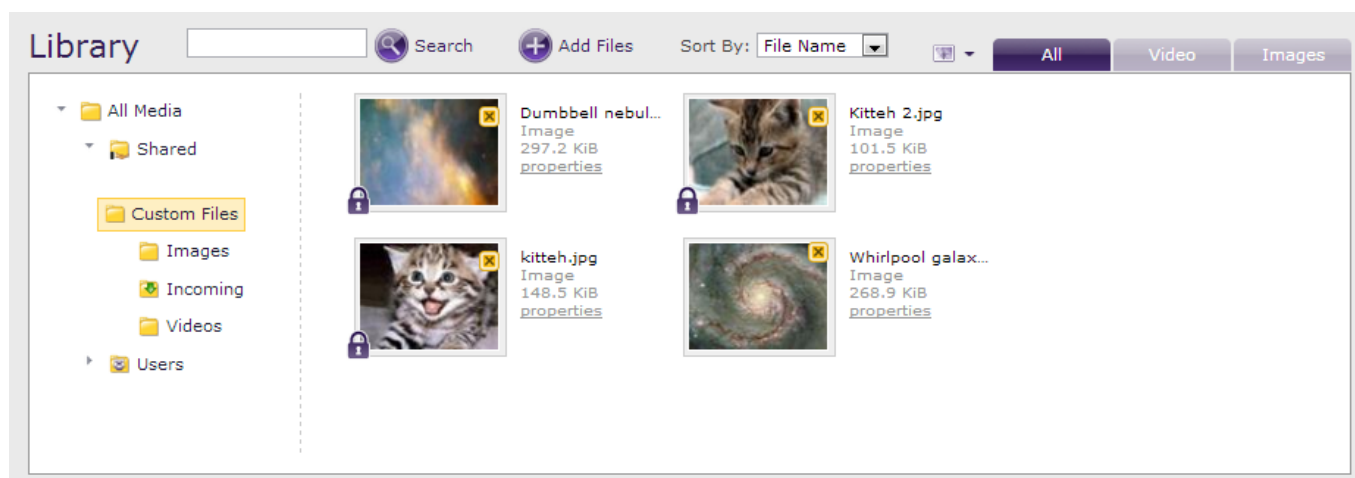 Library Search Add Files Sort By: File Name All Video Images
All Media
Shared
Custom Files
Images
Incoming
Videos
Users
Dumbbell nebul...
Image
297.2 KiB
properties
Kitteh 2.jpg
Image
101.5 KiB
properties
kitteh.jpg
Image
148.5 KiB
properties
Whirlpool galax...
Image
268.9 KiB
properties